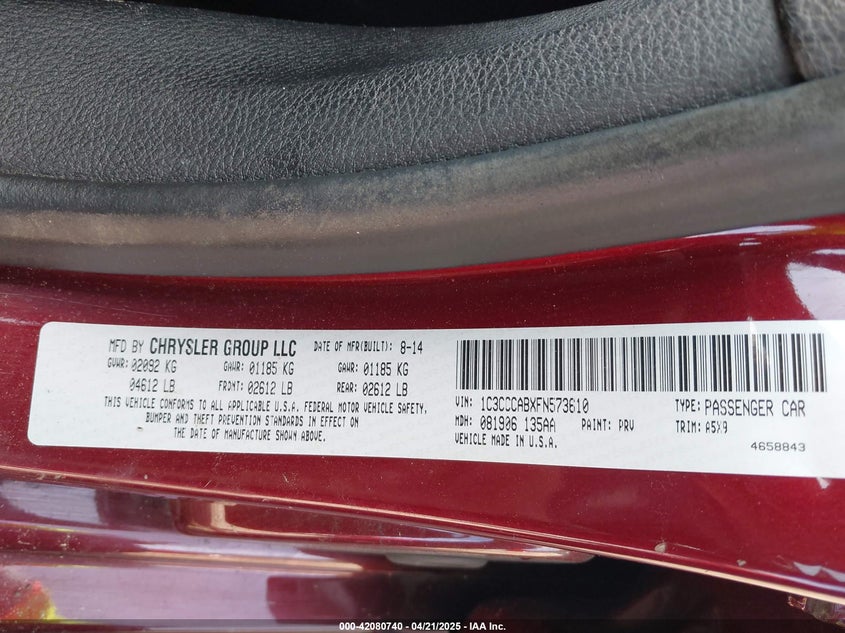 MFD BY CHRYSLER GROUP LLC DATE OF MFR(BUILT): 8-14
GVWR: 02092 KG GAWR: 01185 KG GAWR: 01185 KG
04612 LB FRONT: 02612 LB REAR: 02612 LB
THIS VEHICLE CONFORMS TO ALL APPLICABLE U.S.A. FEDERAL MOTOR VEHICLE SAFETY,
BUMPER AND THEFT PREVENTION STANDARDS IN EFFECT ON
THE DATE OF MANUFACTURE SHOWN ABOVE.
VIN: 1C3CCCABXFN573610 TYPE: PASSENGER CAR
MDH: 081906 135AA PAINT: PRV TRIM: A5X9
VEHICLE MADE IN U.S.A. 4658843
000-42080740 - 04/21/2025 - IAA Inc.